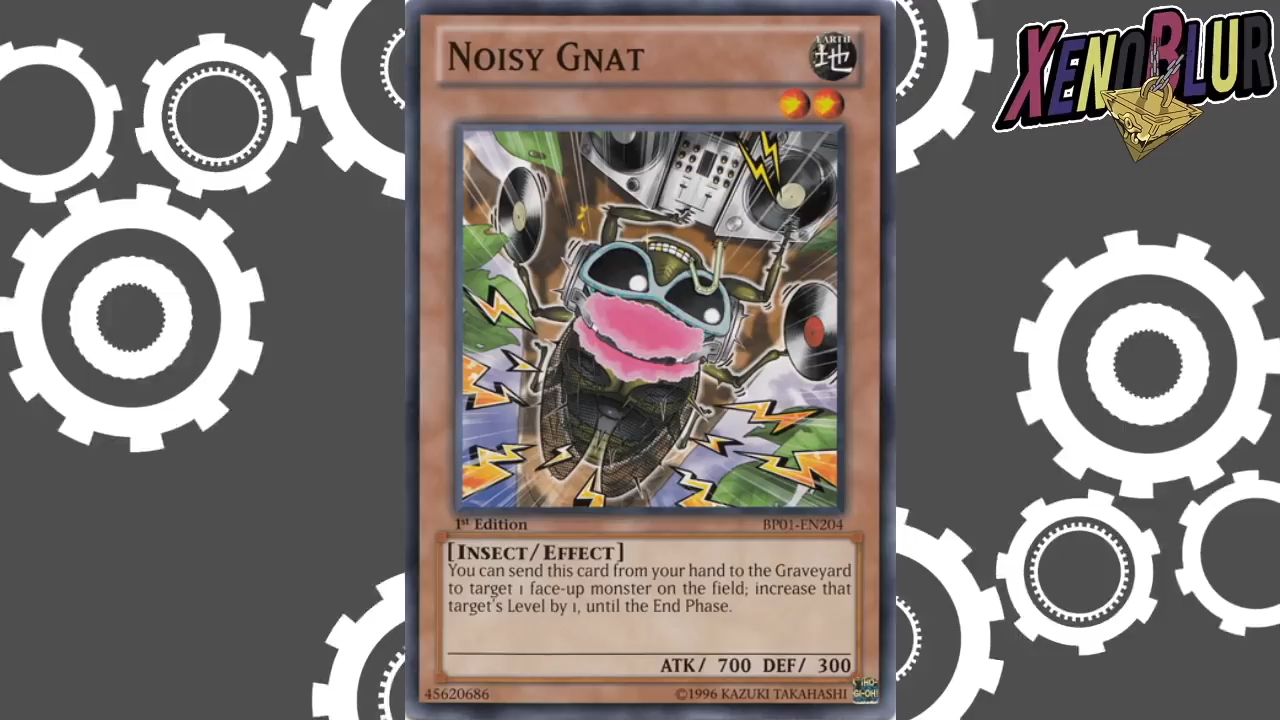 XENOBLUR
NOISY GNAT
EARTH
地
1st Edition
BP01-EN204
[INSECT/EFFECT]
You can send this card from your hand to the Graveyard
to target 1 face-up monster on the field; increase that
target's Level by 1, until the End Phase.
ATK/ 700 DEF/ 300
45620686
©1996 KAZUKI TAKAHASHI